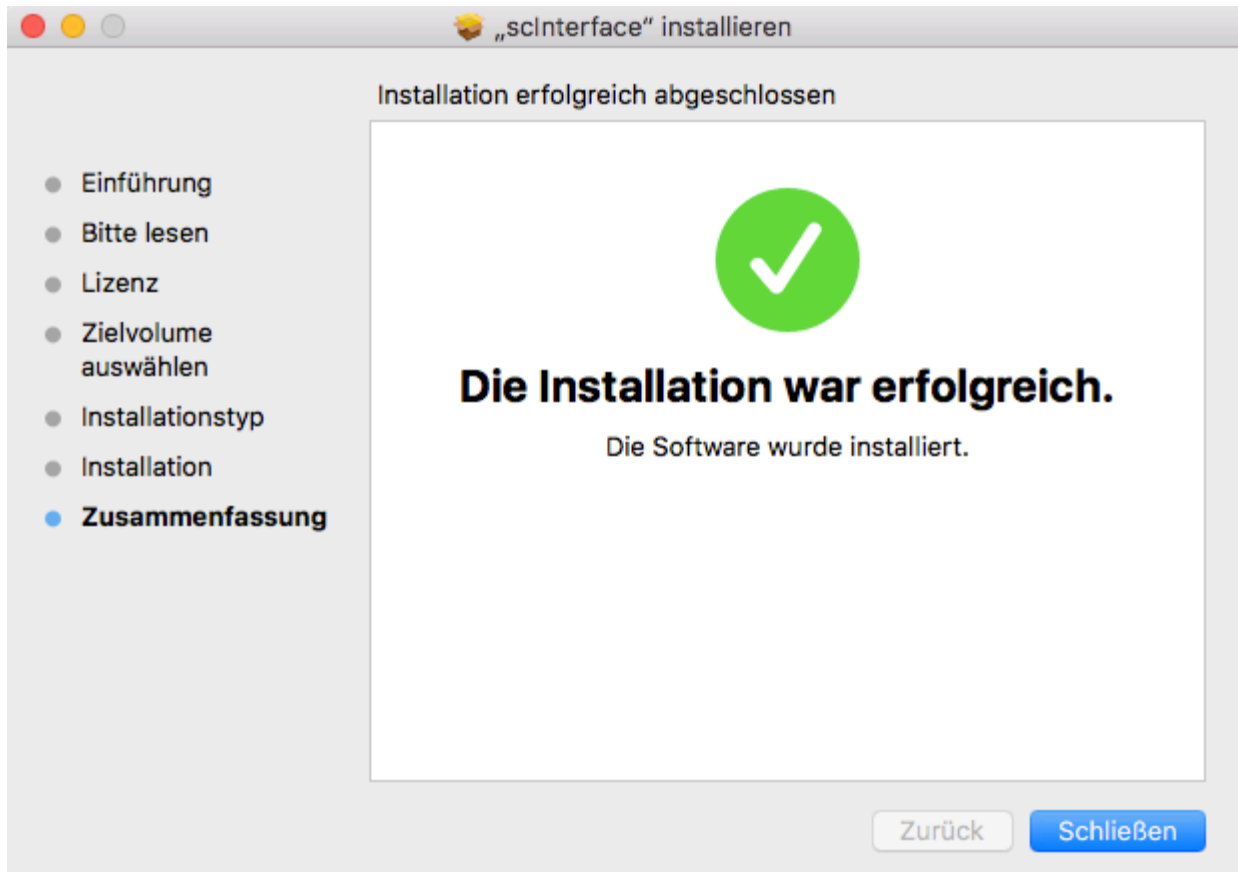 „scInterface“ installieren
Installation erfolgreich abgeschlossen
Einführung
Bitte lesen
Lizenz
Zielvolume
auswählen
Installationstyp
Installation
Zusammenfassung
Die Installation war erfolgreich.
Die Software wurde installiert.
Zurück
Schließen